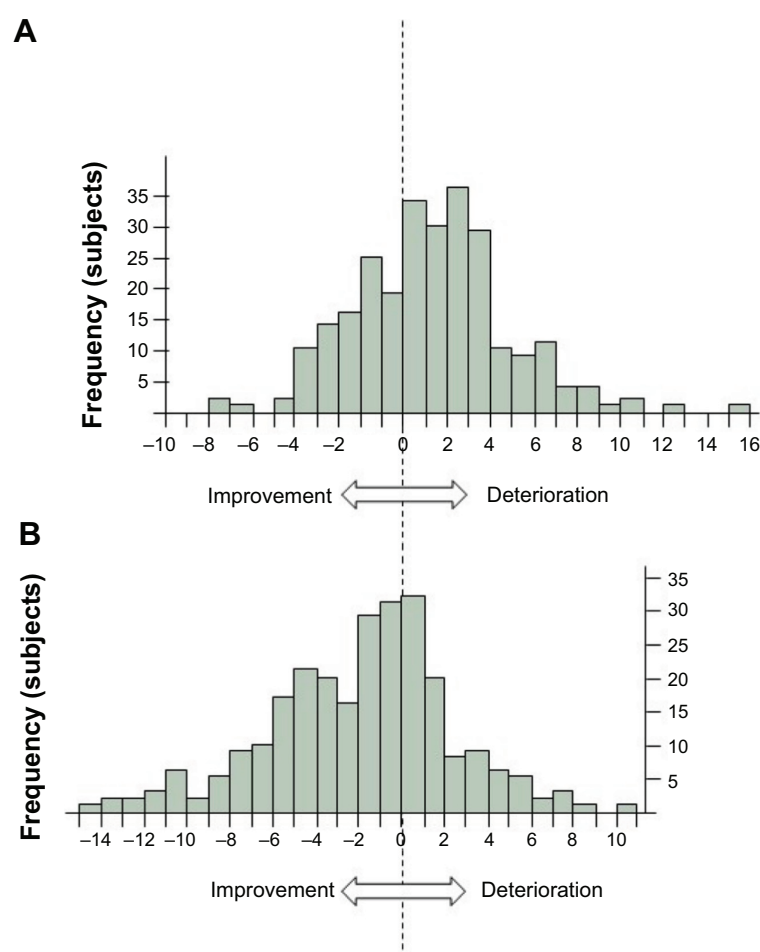 A
Frequency (subjects)
35
30
25
20
15
10
5
–10 –8 –6 –4 –2 0 2 4 6 8 10 12 14 16
Improvement Deterioration
B
Frequency (subjects)
35
30
25
20
15
10
5
–14 –12 –10 –8 –6 –4 –2 0 2 4 6 8 10
Improvement Deterioration